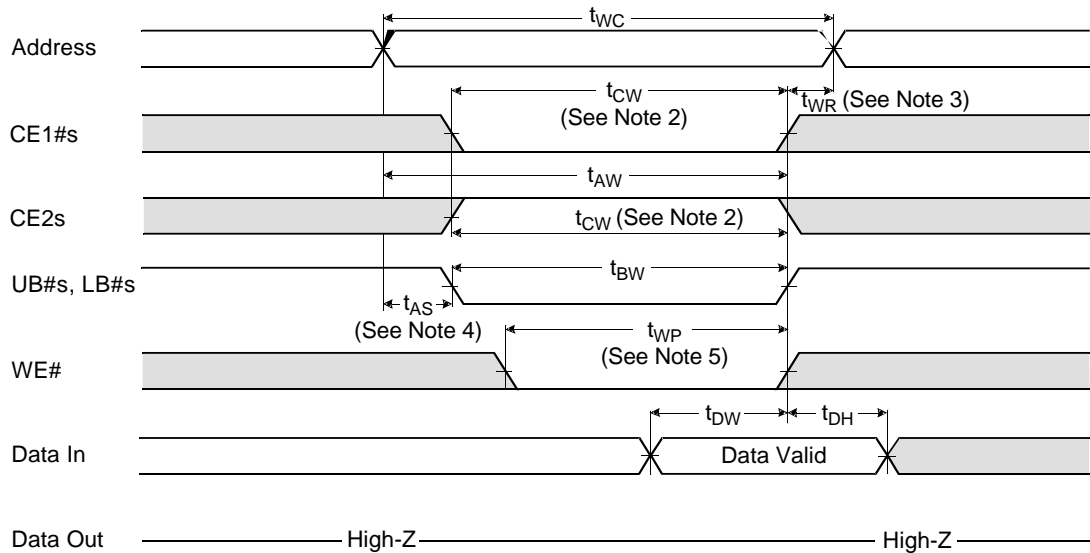 tWC
Address
tCW
(See Note 2)
tWR (See Note 3)
CE1#s
tAW
CE2s
tCW (See Note 2)
UB#s, LB#s
tBW
tAS
(See Note 4)
tWP
(See Note 5)
WE#
tDW
tDH
Data In
Data Valid
Data Out
High-Z
High-Z